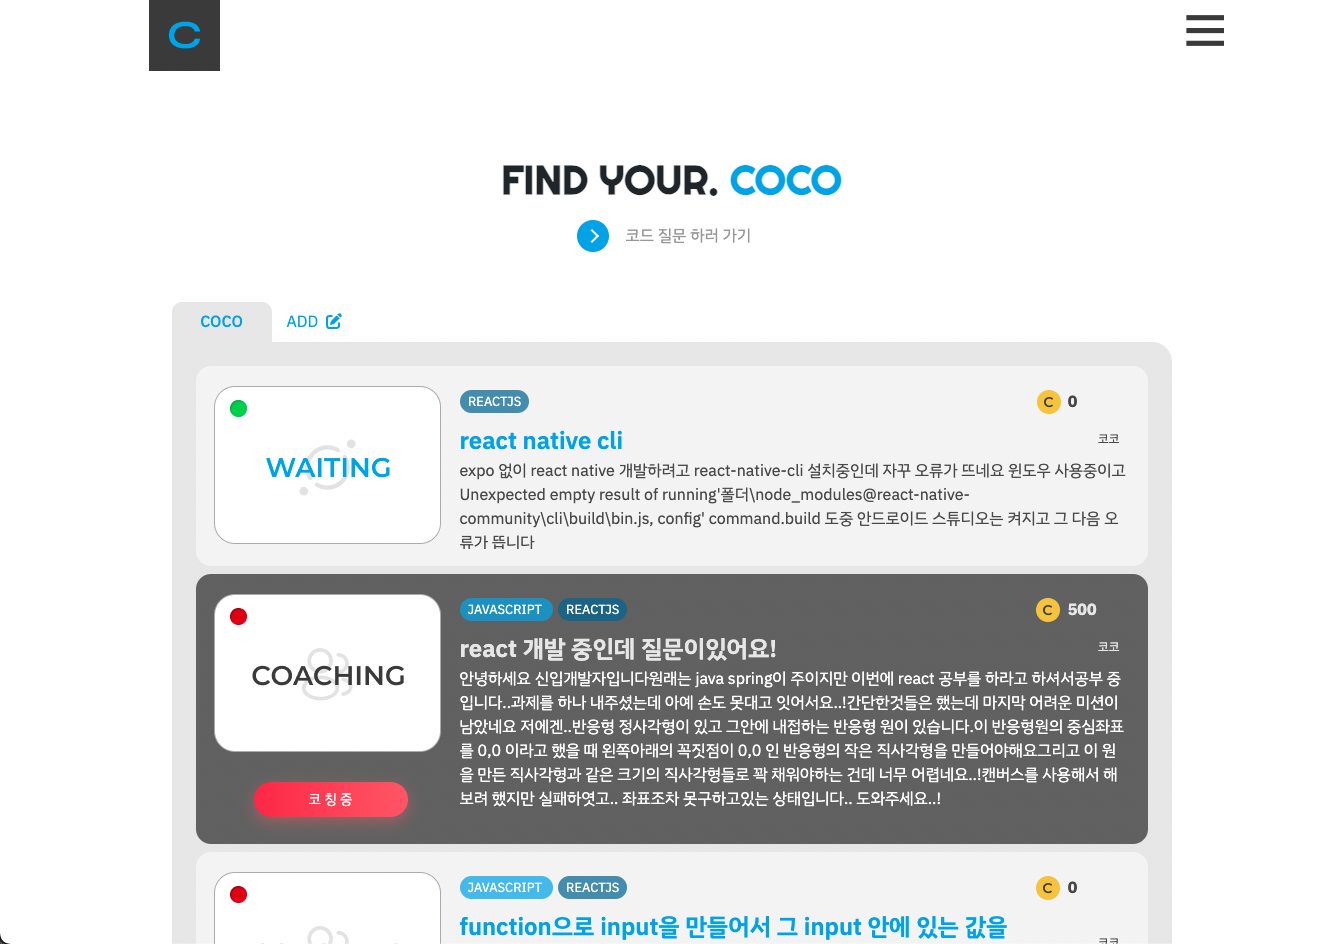 C
FIND YOUR. COCO
코드 질문 하러 가기
COCO
ADD
WAITING
REACTJS
C 0
react native cli
코코
expo 없이 react native 개발하려고 react-native-cli 설치중인데 자꾸 오류가 뜨네요 윈도우 사용중이고
Unexpected empty result of running'폴더\node_modules@react-native-
community\cli\build\bin.js, config' command.build 도중 안드로이드 스튜디오는 켜지고 그 다음 오
류가 뜹니다
COACHING
코칭중
JAVASCRIPT REACTJS
C 500
react 개발 중인데 질문이있어요!
코코
안녕하세요 신입개발자입니다원래는 java spring이 주이지만 이번에 react 공부를 하라고 하셔서공부 중
입니다..과제를 하나 내주셨는데 아예 손도 못대고 잇어서요..!간단한것들은 했는데 마지막 어려운 미션이
남았네요 저에겐..반응형 정사각형이 있고 그안에 내접하는 반응형 원이 있습니다.이 반응형원의 중심좌표
를 0,0 이라고 했을 때 왼쪽아래의 꼭짓점이 0,0 인 반응형의 작은 직사각형을 만들어야해요그리고 이 원
을 만든 직사각형과 같은 크기의 직사각형들로 꽉 채워야하는 건데 너무 어렵네요..!캔버스를 사용해서 해
보려 했지만 실패하엿고.. 좌표조차 못구하고있는 상태입니다.. 도와주세요..!
JAVASCRIPT REACTJS
C 0
function으로 input을 만들어서 그 input 안에 있는 값을